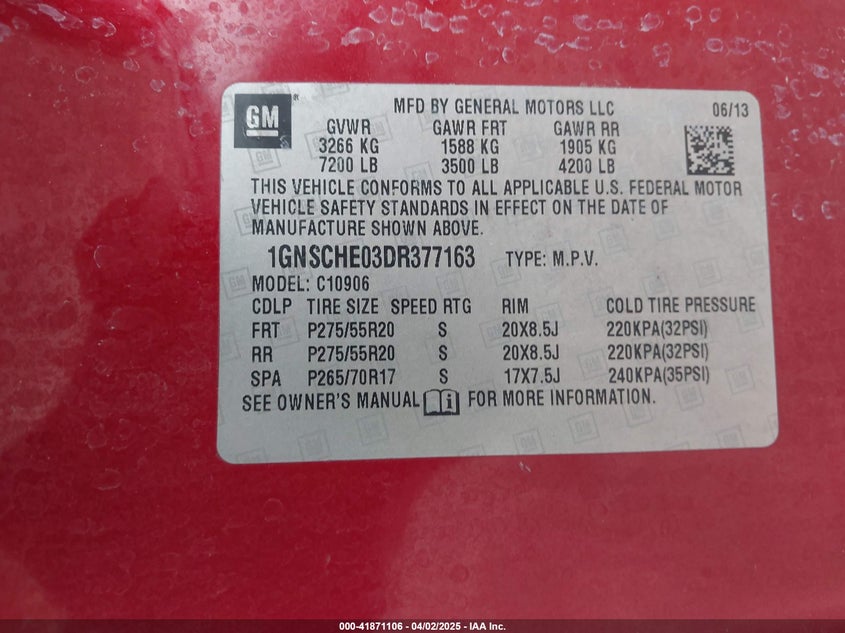 GM ®
MFD BY GENERAL MOTORS LLC 06/13
GVWR GAWR FRT GAWR RR
3266 KG 1588 KG 1905 KG
7200 LB 3500 LB 4200 LB
THIS VEHICLE CONFORMS TO ALL APPLICABLE U.S. FEDERAL MOTOR
VEHICLE SAFETY STANDARDS IN EFFECT ON THE DATE OF
MANUFACTURE SHOWN ABOVE.
1GNSCHE03DR377163 TYPE: M.P.V.
MODEL: C10906
CDLP TIRE SIZE SPEED RTG RIM COLD TIRE PRESSURE
FRT P275/55R20 S 20X8.5J 220KPA(32PSI)
RR P275/55R20 S 20X8.5J 220KPA(32PSI)
SPA P265/70R17 S 17X7.5J 240KPA(35PSI)
SEE OWNER'S MANUAL i FOR MORE INFORMATION.
000-41871106 - 04/02/2025 - IAA Inc.